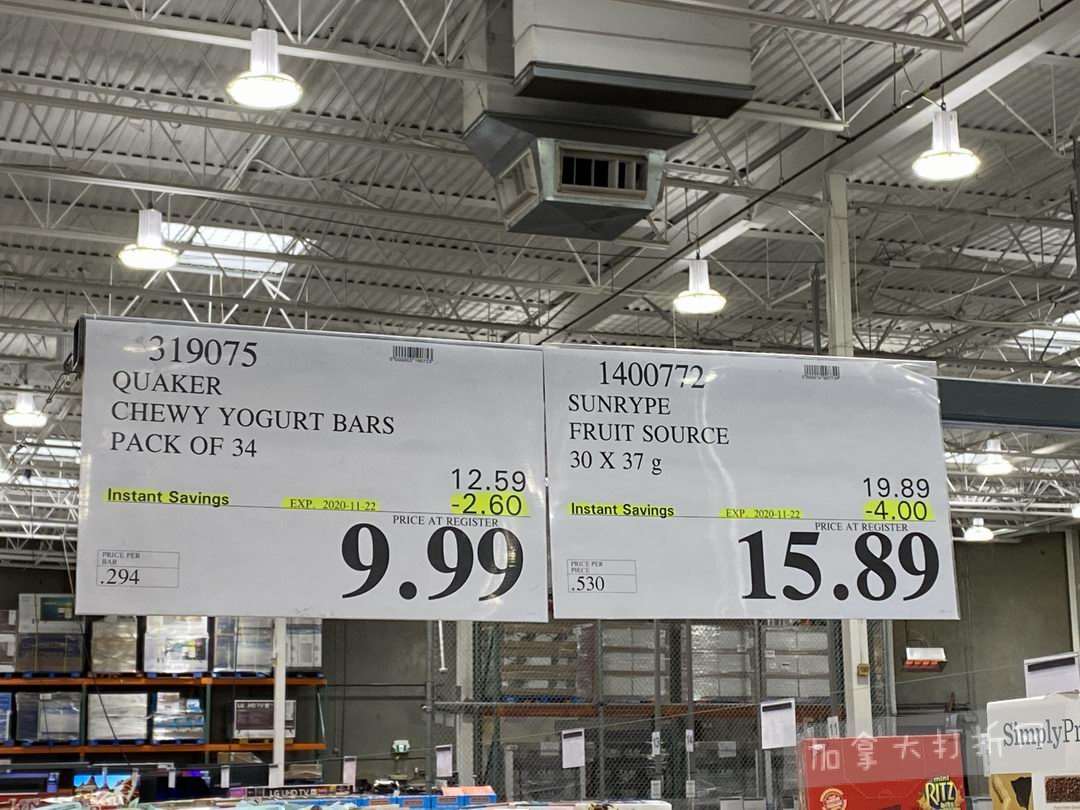 319075
QUAKER
CHEWY YOGURT BARS
PACK OF 34
12.59
Instant Savings EXP. 2020-11-22 -2.60
PRICE AT REGISTER
9.99
PRICE PER
BAR
.294
1400772
SUNRYPE
FRUIT SOURCE
30 X 37 g
19.89
Instant Savings EXP. 2020-11-22 -4.00
PRICE AT REGISTER
15.89
PRICE PER
PIECE
.530
SimplyPr
加拿大打折
mini
RITZ